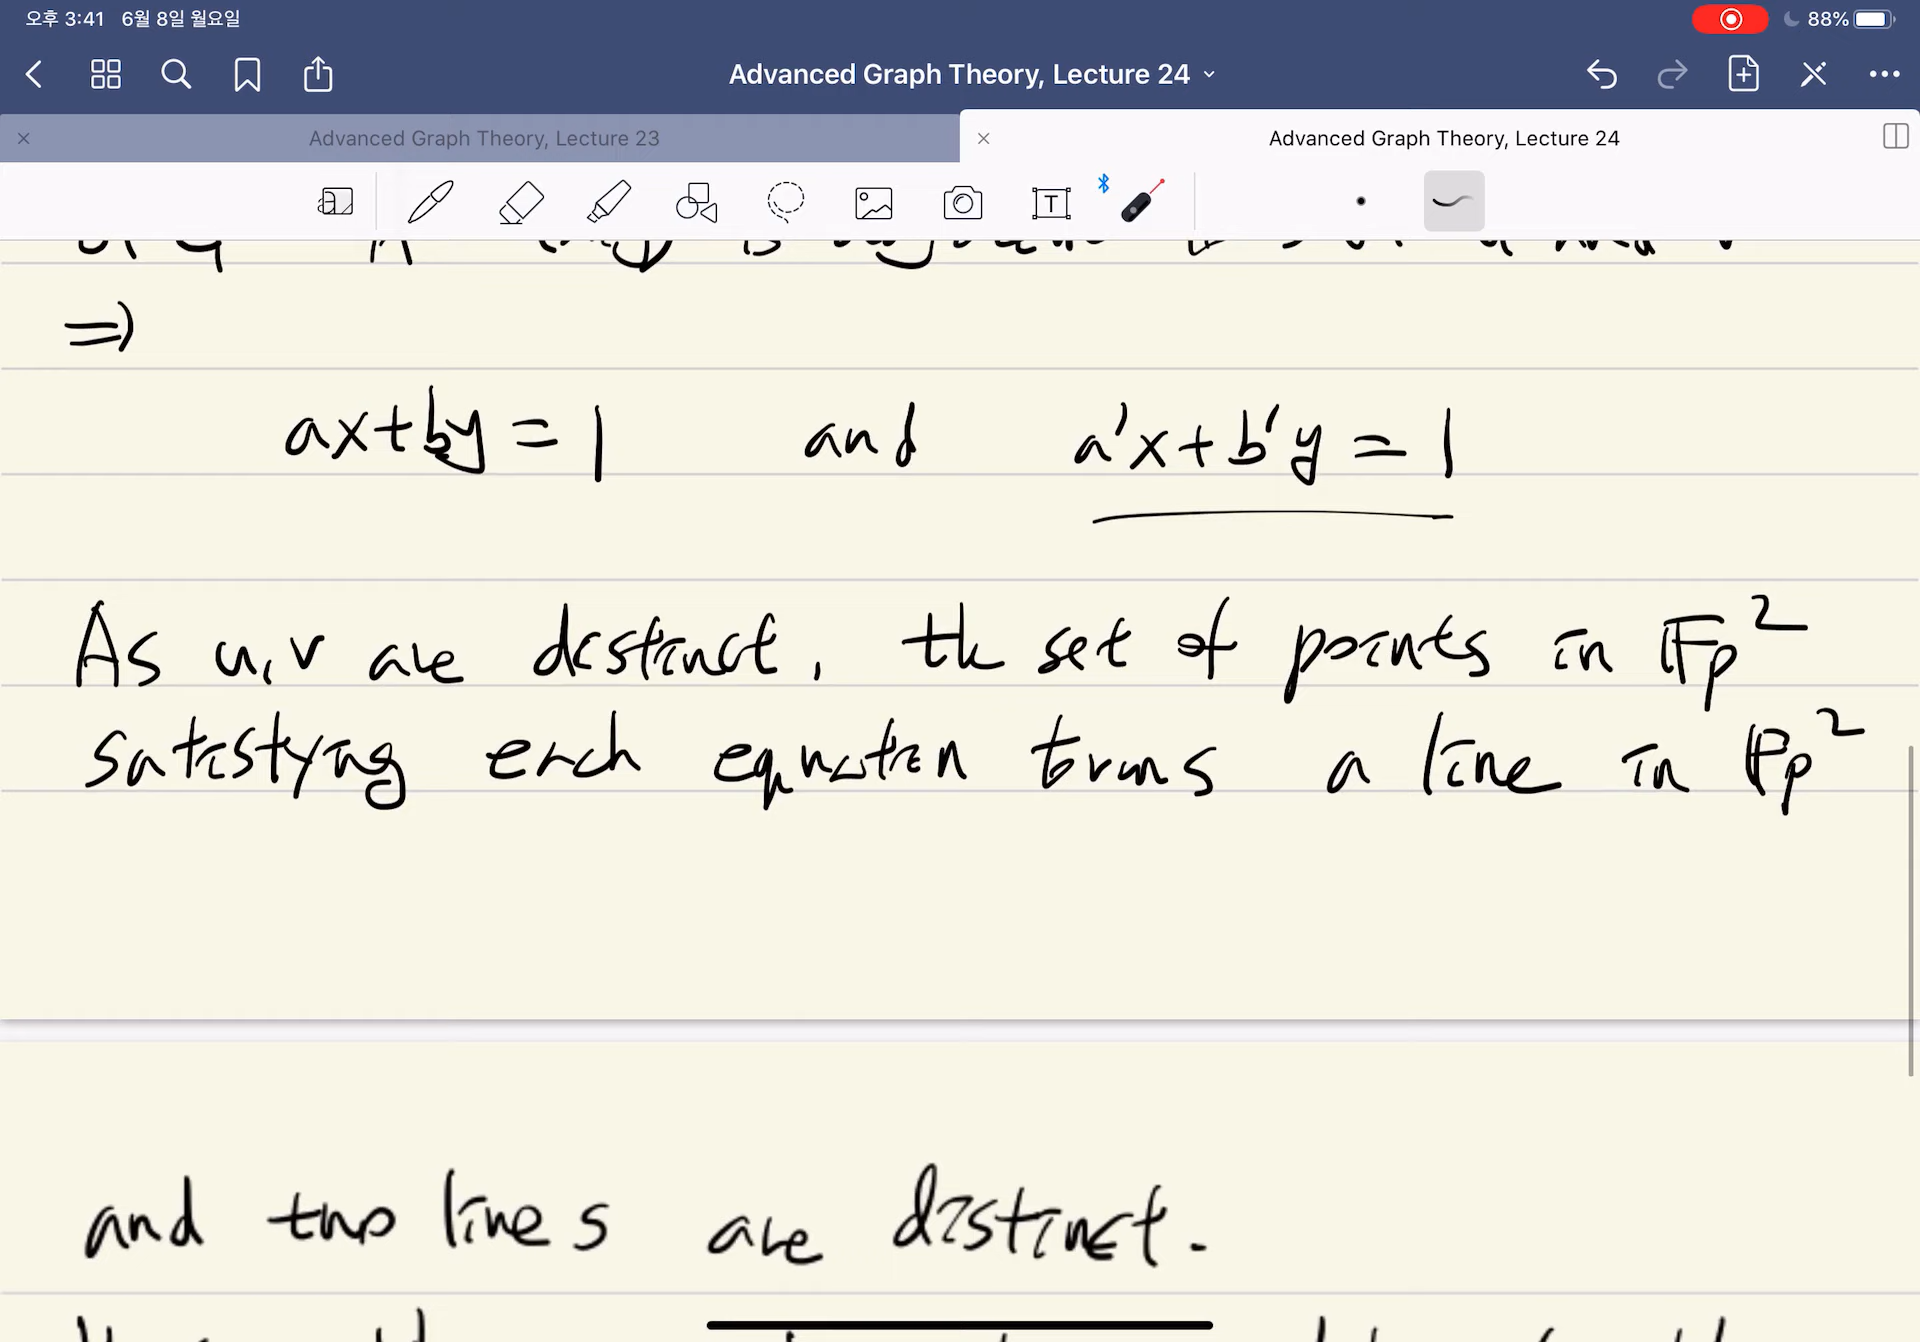 오후 3:41 6월 8일 월요일
88%
Advanced Graph Theory, Lecture 24
Advanced Graph Theory, Lecture 23
Advanced Graph Theory, Lecture 24
T
is
⇒
ax+by=1 and a'x+b'y=1
As u,v are distinct, the set of points in 𝔽p²
satisfying each equation forms a line in 𝔽p²
and two lines are distinct.